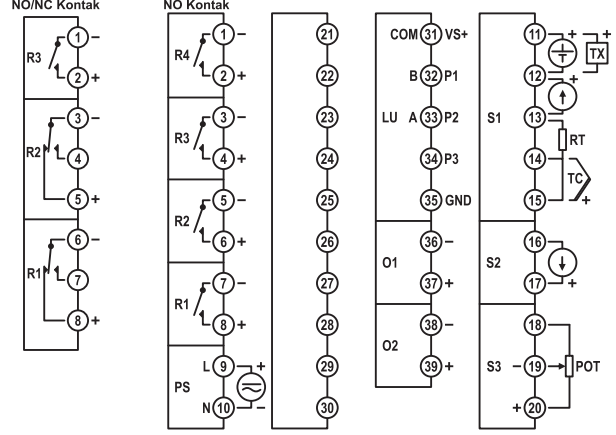 NO/NC Kontak
1 −
R3
2 +
3 −
R2
4
5 +
6 −
R1
7
8 +
NO Kontak
1 −
R4
2 +
3 −
R3
4 +
5 −
R2
6 +
7 −
R1
8 +
L 9 +
PS
N 10 −
21
22
23
24
25
26
27
28
29
30
COM 31 VS+
B 32 P1
LU A 33 P2
34 P3
35 GND
36 −
O1
37 +
38 −
O2
39 +
11 + +
TX
12 +
S1 13
RT
14
TC
15 +
16
S2
17 +
18
S3 − 19 POT
+ 20